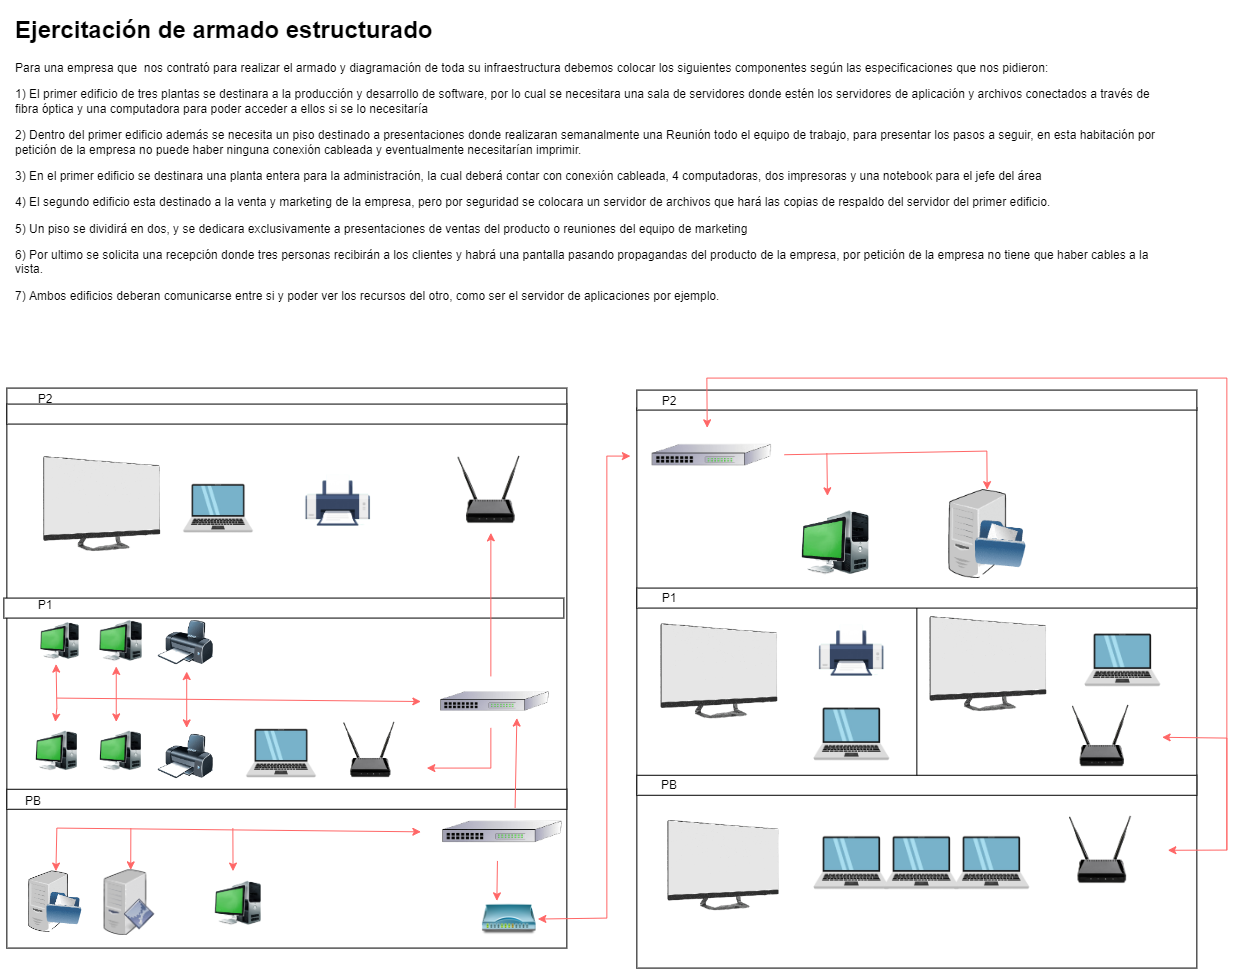 Ejercitación de armado estructurado
Para una empresa que  nos contrató para realizar el armado y diagramación de toda su infraestructura debemos colocar los siguientes componentes según las especificaciones que nos pidieron:
1) El primer edificio de tres plantas se destinara a la producción y desarrollo de software, por lo cual se necesitara una sala de servidores donde estén los servidores de aplicación y archivos conectados a través de
fibra óptica y una computadora para poder acceder a ellos si se lo necesitaría
2) Dentro del primer edificio además se necesita un piso destinado a presentaciones donde realizaran semanalmente una Reunión todo el equipo de trabajo, para presentar los pasos a seguir, en esta habitación por
petición de la empresa no puede haber ninguna conexión cableada y eventualmente necesitarían imprimir.
3) En el primer edificio se destinara una planta entera para la administración, la cual deberá contar con conexión cableada, 4 computadoras, dos impresoras y una notebook para el jefe del área
4) El segundo edificio esta destinado a la venta y marketing de la empresa, pero por seguridad se colocara un servidor de archivos que hará las copias de respaldo del servidor del primer edificio.
5) Un piso se dividirá en dos, y se dedicara exclusivamente a presentaciones de ventas del producto o reuniones del equipo de marketing
6) Por ultimo se solicita una recepción donde tres personas recibirán a los clientes y habrá una pantalla pasando propagandas del producto de la empresa, por petición de la empresa no tiene que haber cables a la
vista.
7) Ambos edificios deberan comunicarse entre si y poder ver los recursos del otro, como ser el servidor de aplicaciones por ejemplo.
P2
P1
PB
P2
P1
PB